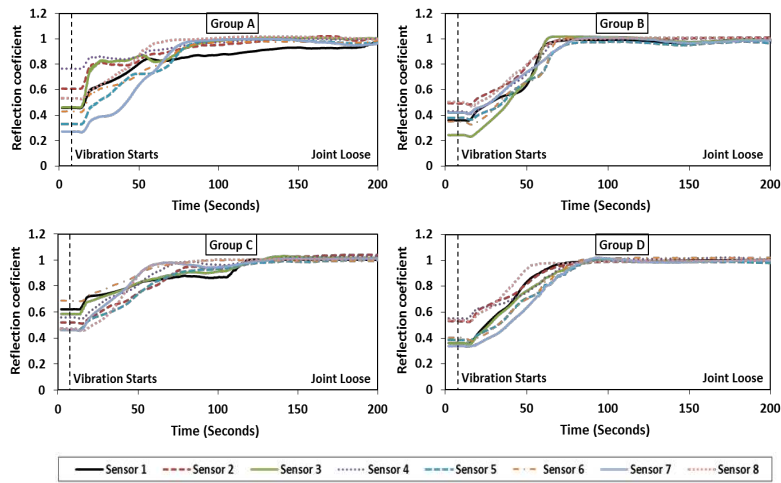 Group A
Reflection coefficient
1.2
1
0.8
0.6
0.4
0.2
0
Vibration Starts
Joint Loose
0
50
100
150
200
Time (Seconds)
Group B
Reflection coefficient
1.2
1
0.8
0.6
0.4
0.2
0
Vibration Starts
Joint Loose
0
50
100
150
200
Time (Seconds)
Group C
Reflection coefficient
1.2
1
0.8
0.6
0.4
0.2
0
Vibration Starts
Joint Loose
0
50
100
150
200
Time (Seconds)
Group D
Reflection coefficient
1.2
1
0.8
0.6
0.4
0.2
0
Vibration Starts
Joint Loose
0
50
100
150
200
Time (Seconds)
Sensor 1
Sensor 2
Sensor 3
Sensor 4
Sensor 5
Sensor 6
Sensor 7
Sensor 8